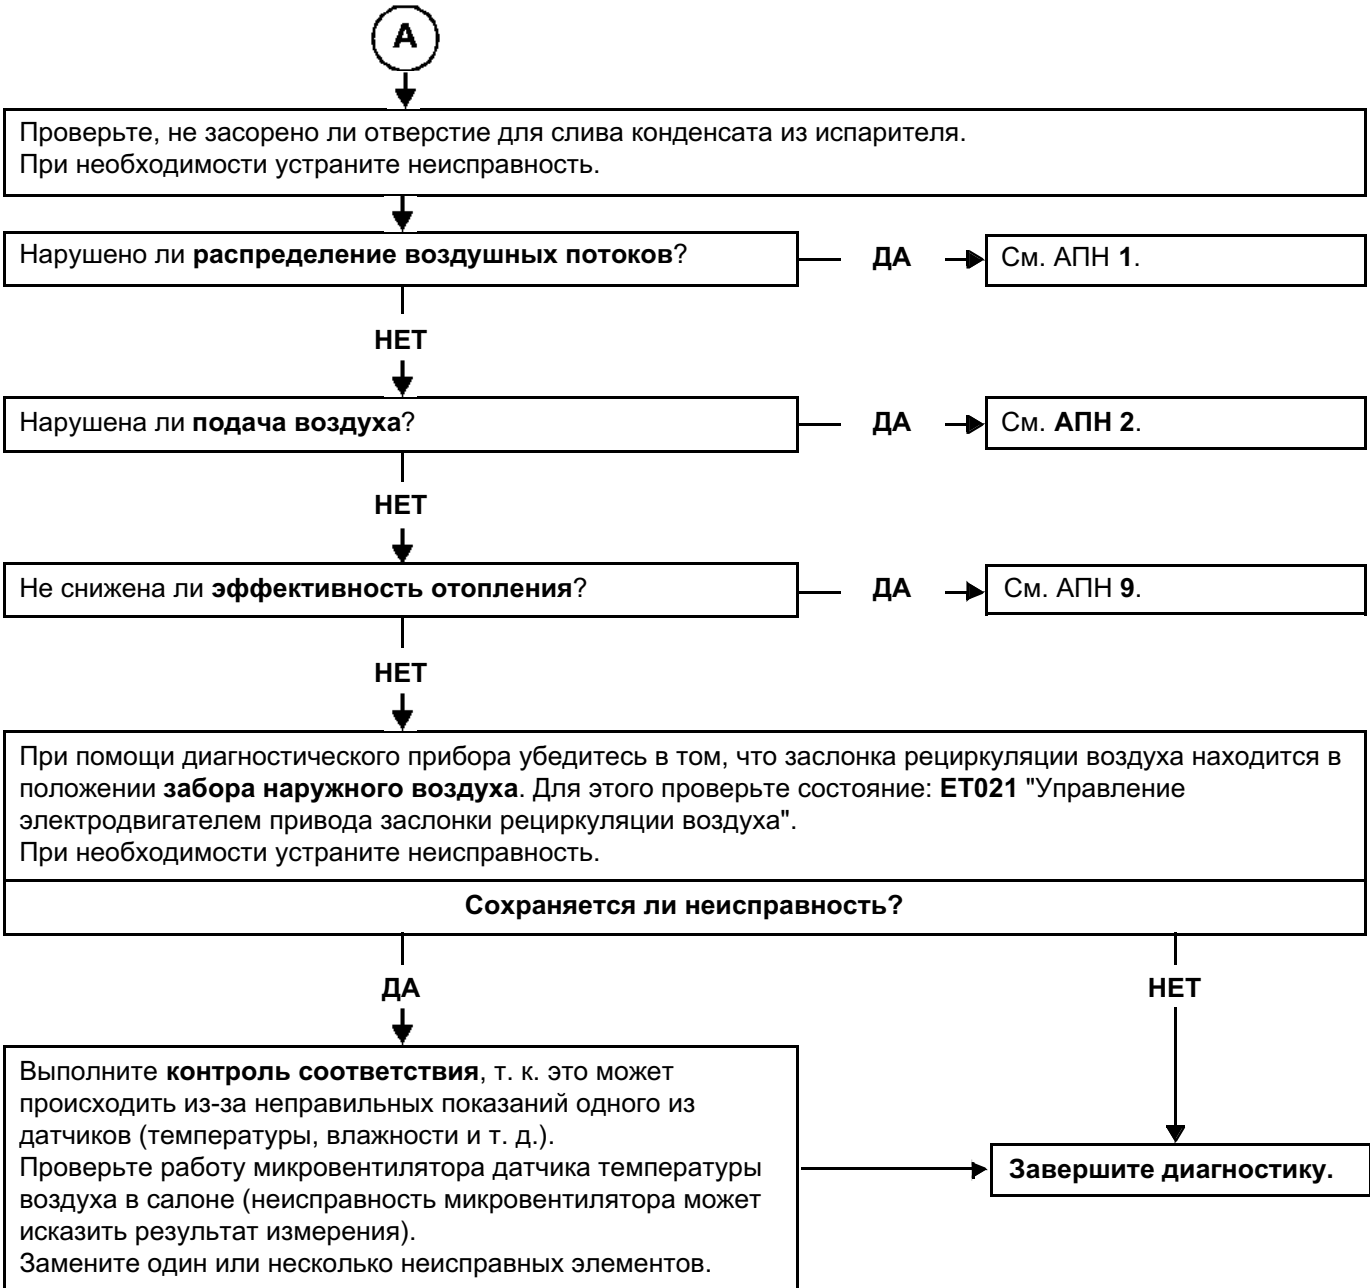 A
Проверьте, не засорено ли отверстие для слива конденсата из испарителя.
При необходимости устраните неисправность.
Нарушено ли распределение воздушных потоков?
ДА
См. АПН 1.
НЕТ
Нарушена ли подача воздуха?
ДА
См. АПН 2.
НЕТ
Не снижена ли эффективность отопления?
ДА
См. АПН 9.
НЕТ
При помощи диагностического прибора убедитесь в том, что заслонка рециркуляции воздуха находится в
положении забора наружного воздуха. Для этого проверьте состояние: ET021 "Управление
электродвигателем привода заслонки рециркуляции воздуха".
При необходимости устраните неисправность.
Сохраняется ли неисправность?
ДА
НЕТ
Выполните контроль соответствия, т. к. это может
происходить из-за неправильных показаний одного из
датчиков (температуры, влажности и т. д.).
Проверьте работу микровентилятора датчика температуры
воздуха в салоне (неисправность микровентилятора может
исказить результат измерения).
Замените один или несколько неисправных элементов.
Завершите диагностику.